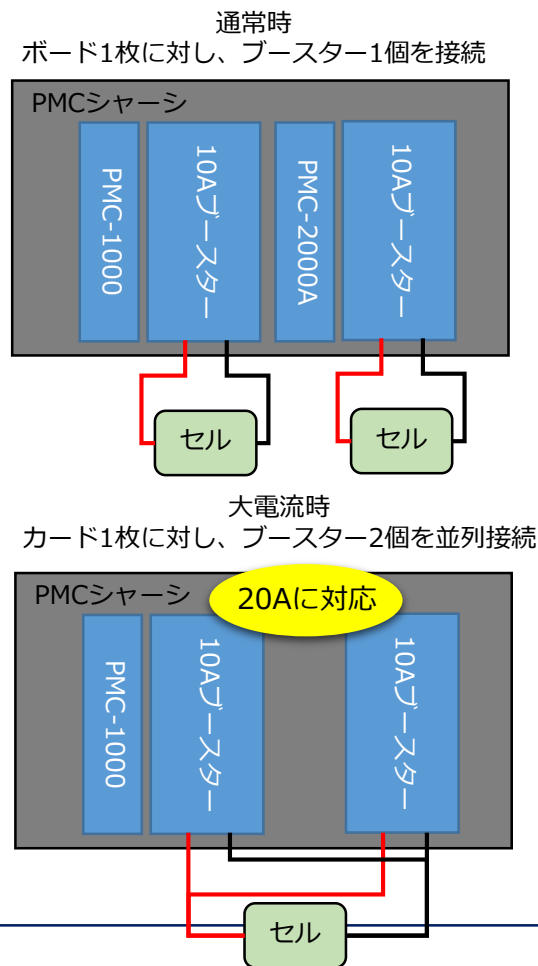 通常時
ボード1枚に対し、ブースター1個を接続
PMCシャーシ
PMC-1000
10Aブースター
PMC-2000A
10Aブースター
セル
セル
大電流時
カード1枚に対し、ブースター2個を並列接続
PMCシャーシ
20Aに対応
PMC-1000
10Aブースター
10Aブースター
セル